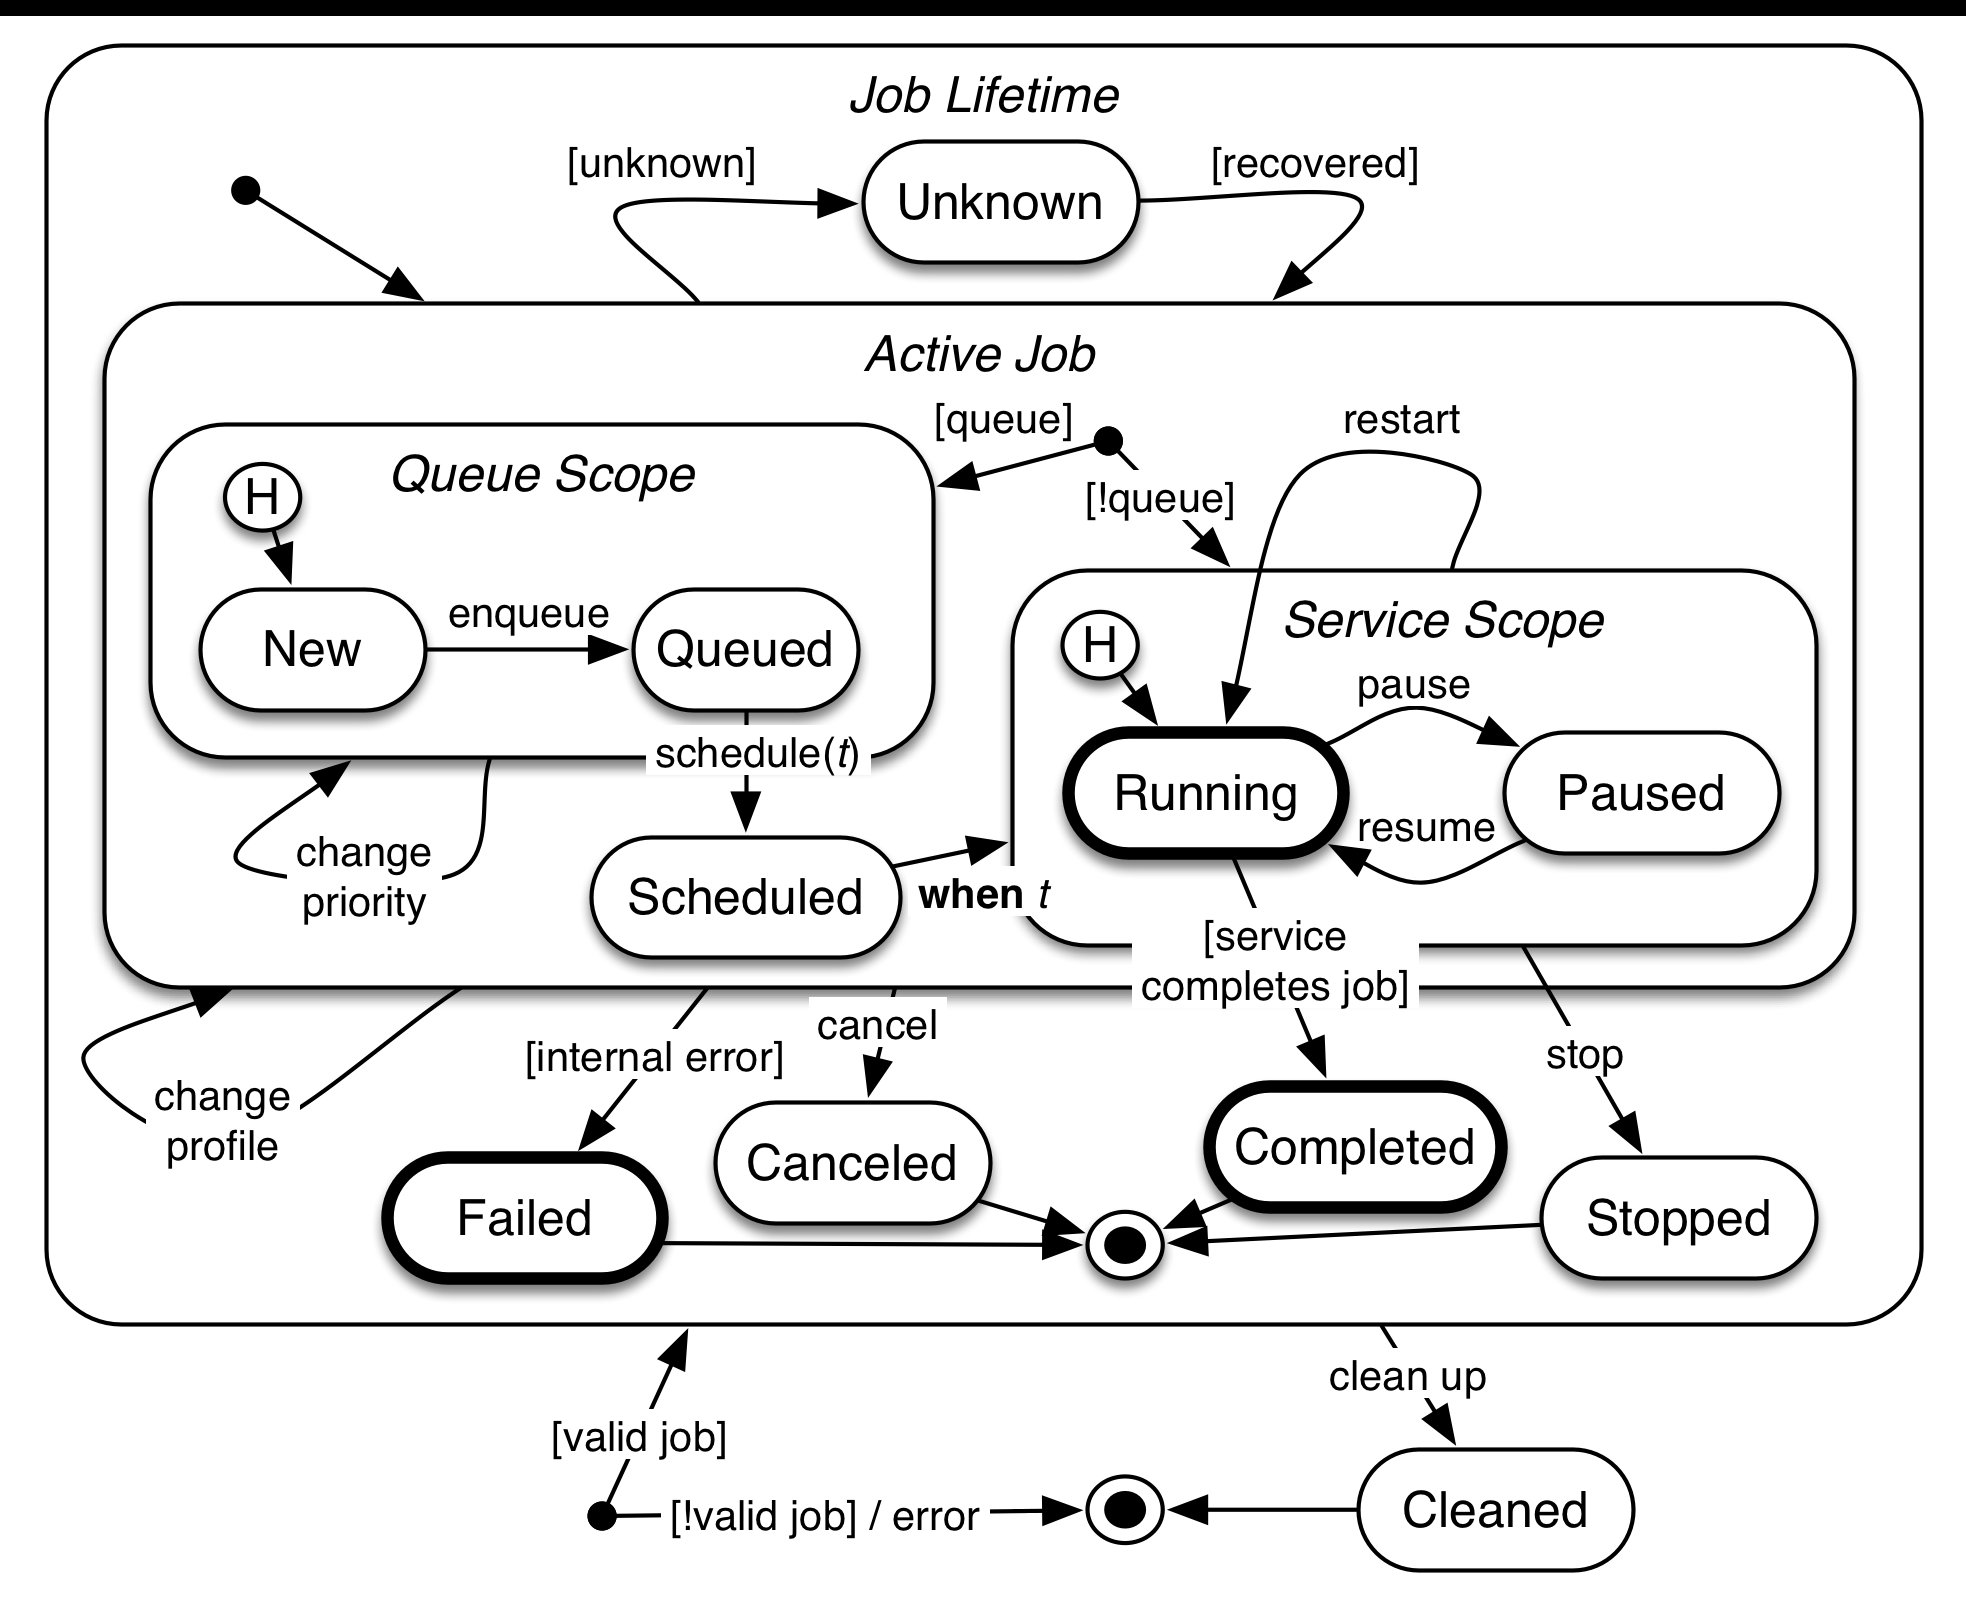 Job Lifetime
[unknown]
Unknown
[recovered]
Active Job
[queue]
restart
H
Queue Scope
[!queue]
New
enqueue
Queued
H
Service Scope
schedule(t)
pause
Running
Paused
resume
change
priority
Scheduled
when t
[service
completes job]
cancel
[internal error]
stop
change
profile
Failed
Canceled
Completed
Stopped
clean up
[valid job]
[!valid job] / error
Cleaned